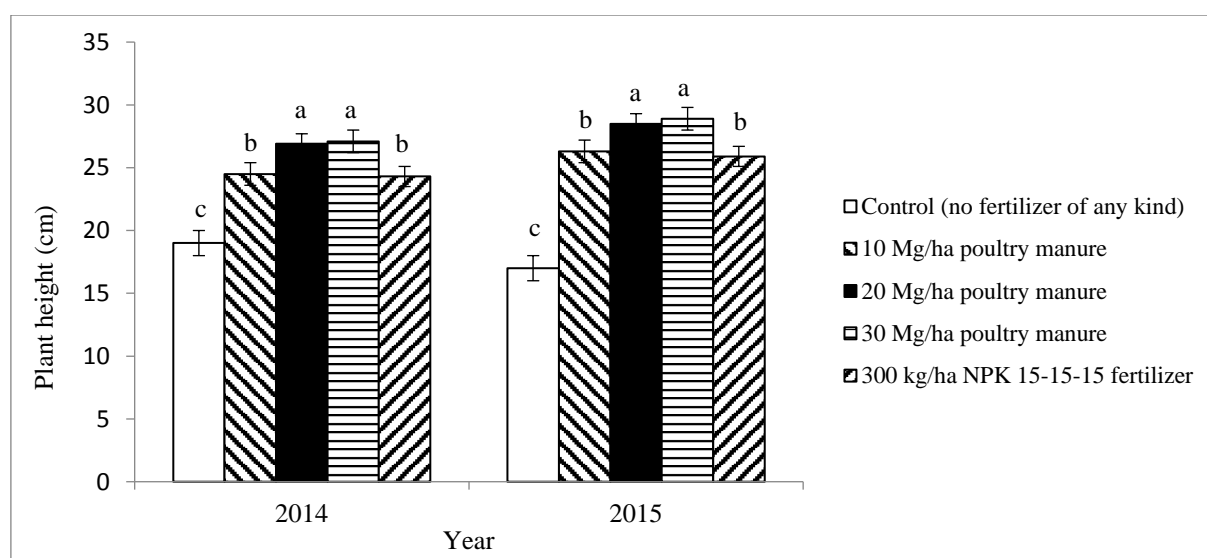 35
30
25
20
15
10
5
0
Plant height (cm)
c
b
a
a
b
c
b
a
a
b
2014
2015
Year
Control (no fertilizer of any kind)
10 Mg/ha poultry manure
20 Mg/ha poultry manure
30 Mg/ha poultry manure
300 kg/ha NPK 15-15-15 fertilizer